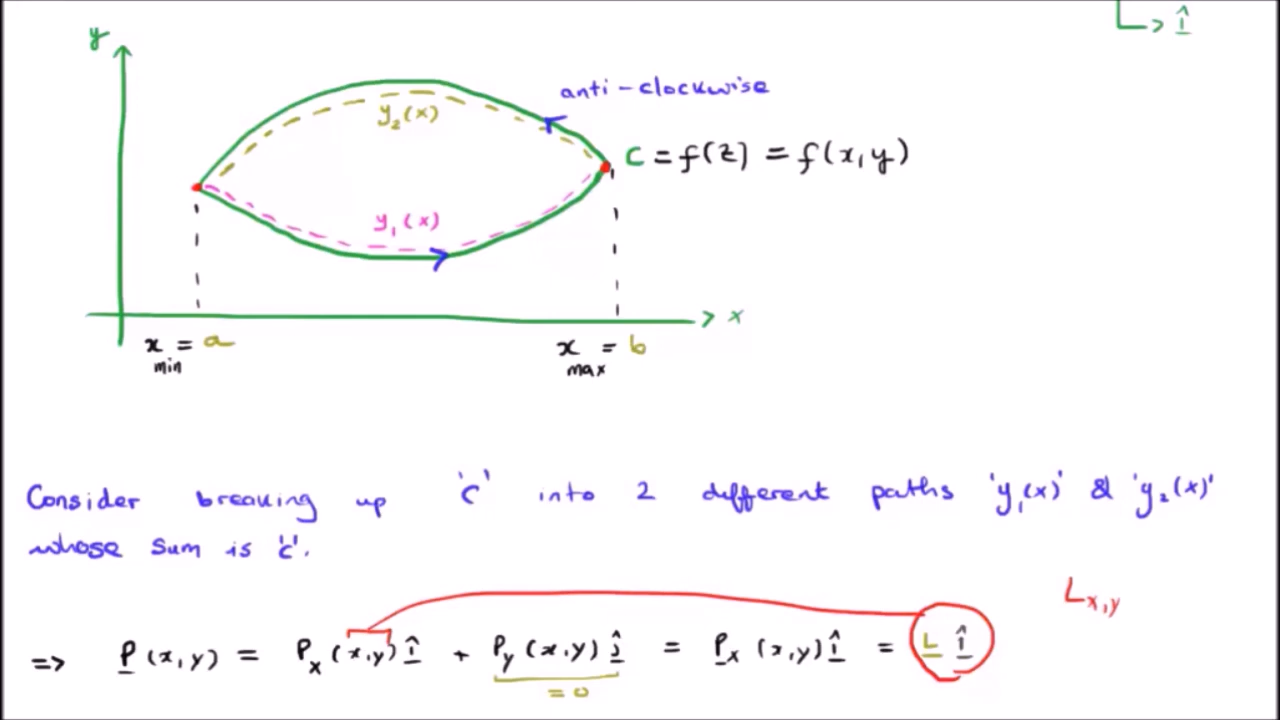 L> î
y
anti-clockwise
y₂(x)
C = f(z) = f(x,y)
y₁(x)
x
x min = a
x max = b
Consider breaking up 'c' into 2 different paths 'y₁(x)' & 'y₂(x)'
whose sum is 'c'.
L x,y
=> P(x,y) = Pₓ(x,y) î + P_y(x,y) ĵ = Pₓ(x,y) î = L î
= 0